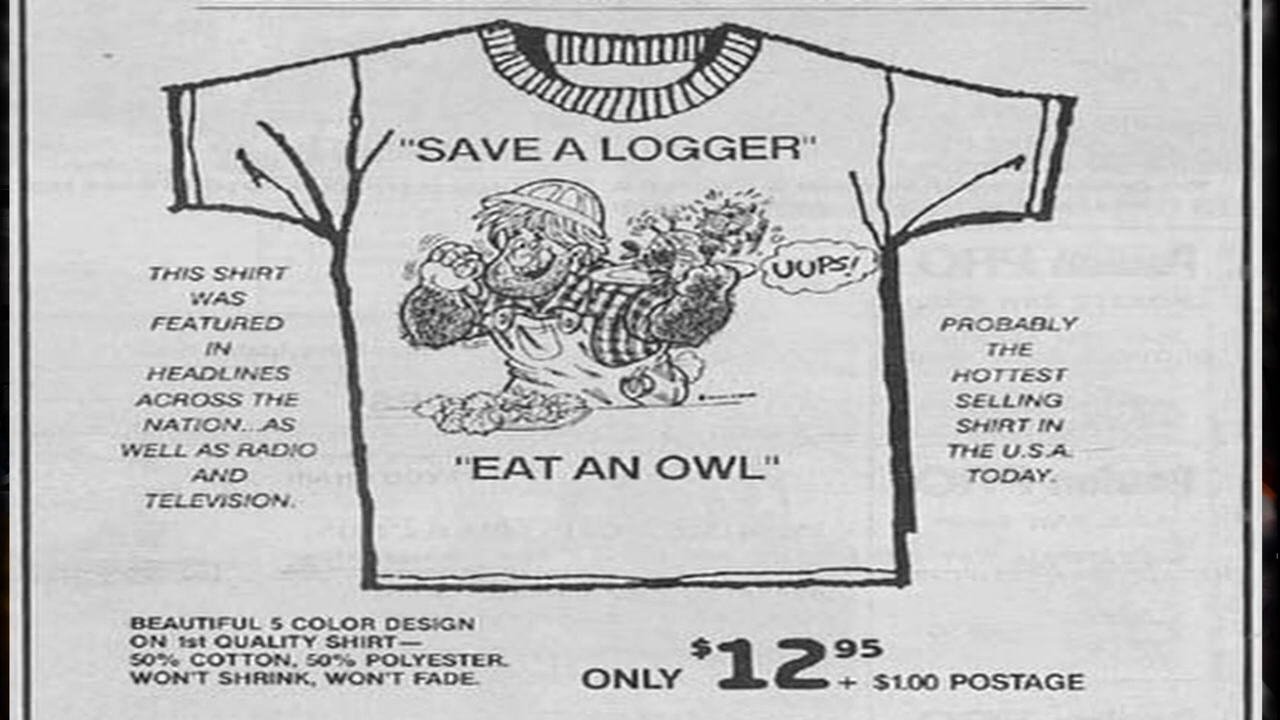 "SAVE A LOGGER"
UUPS!
"EAT AN OWL"
THIS SHIRT
WAS
FEATURED
IN
HEADLINES
ACROSS THE
NATION...AS
WELL AS RADIO
AND
TELEVISION.
PROBABLY
THE
HOTTEST
SELLING
SHIRT IN
THE U.S.A.
TODAY.
BEAUTIFUL 5 COLOR DESIGN
ON 1st QUALITY SHIRT—
50% COTTON, 50% POLYESTER.
WON'T SHRINK, WON'T FADE.
ONLY $12.95 + $1.00 POSTAGE